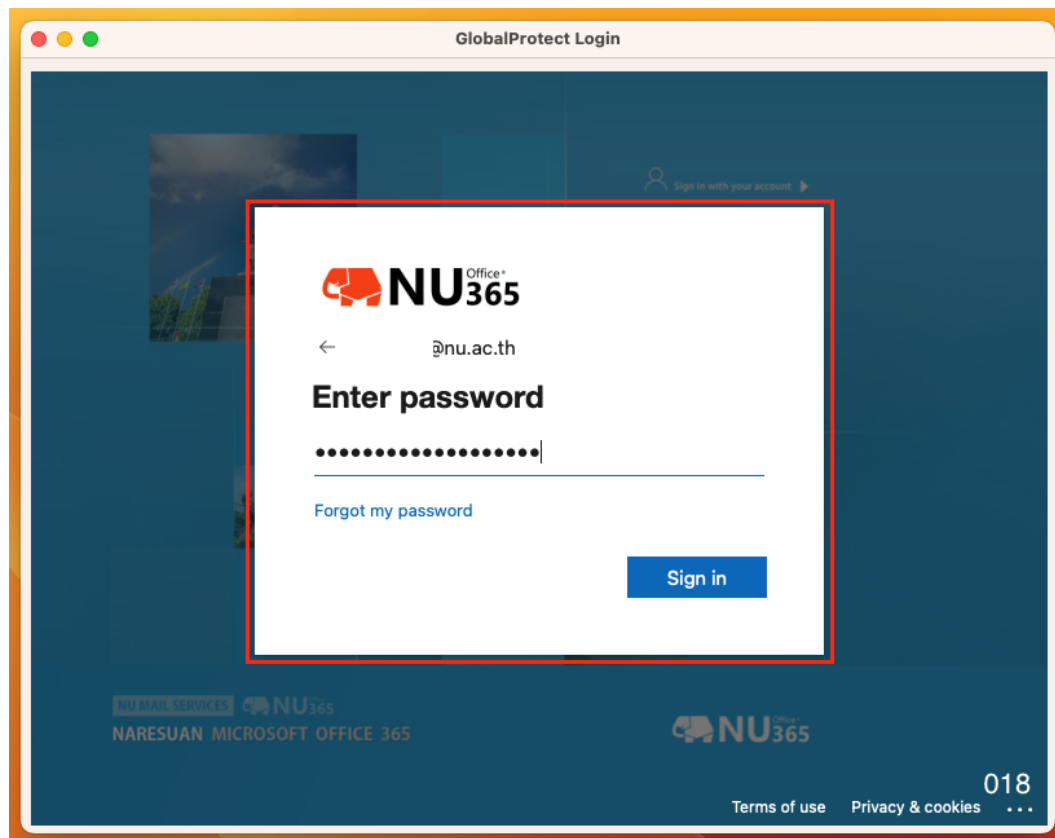 GlobalProtect Login
Sign in with your account
NU Office 365
@nu.ac.th
Enter password
•••••••••••••••••••
Forgot my password
Sign in
NU MAIL SERVICES NU Office 365
NARESUAN MICROSOFT OFFICE 365
NU Office 365
018
Terms of use Privacy & cookies ...